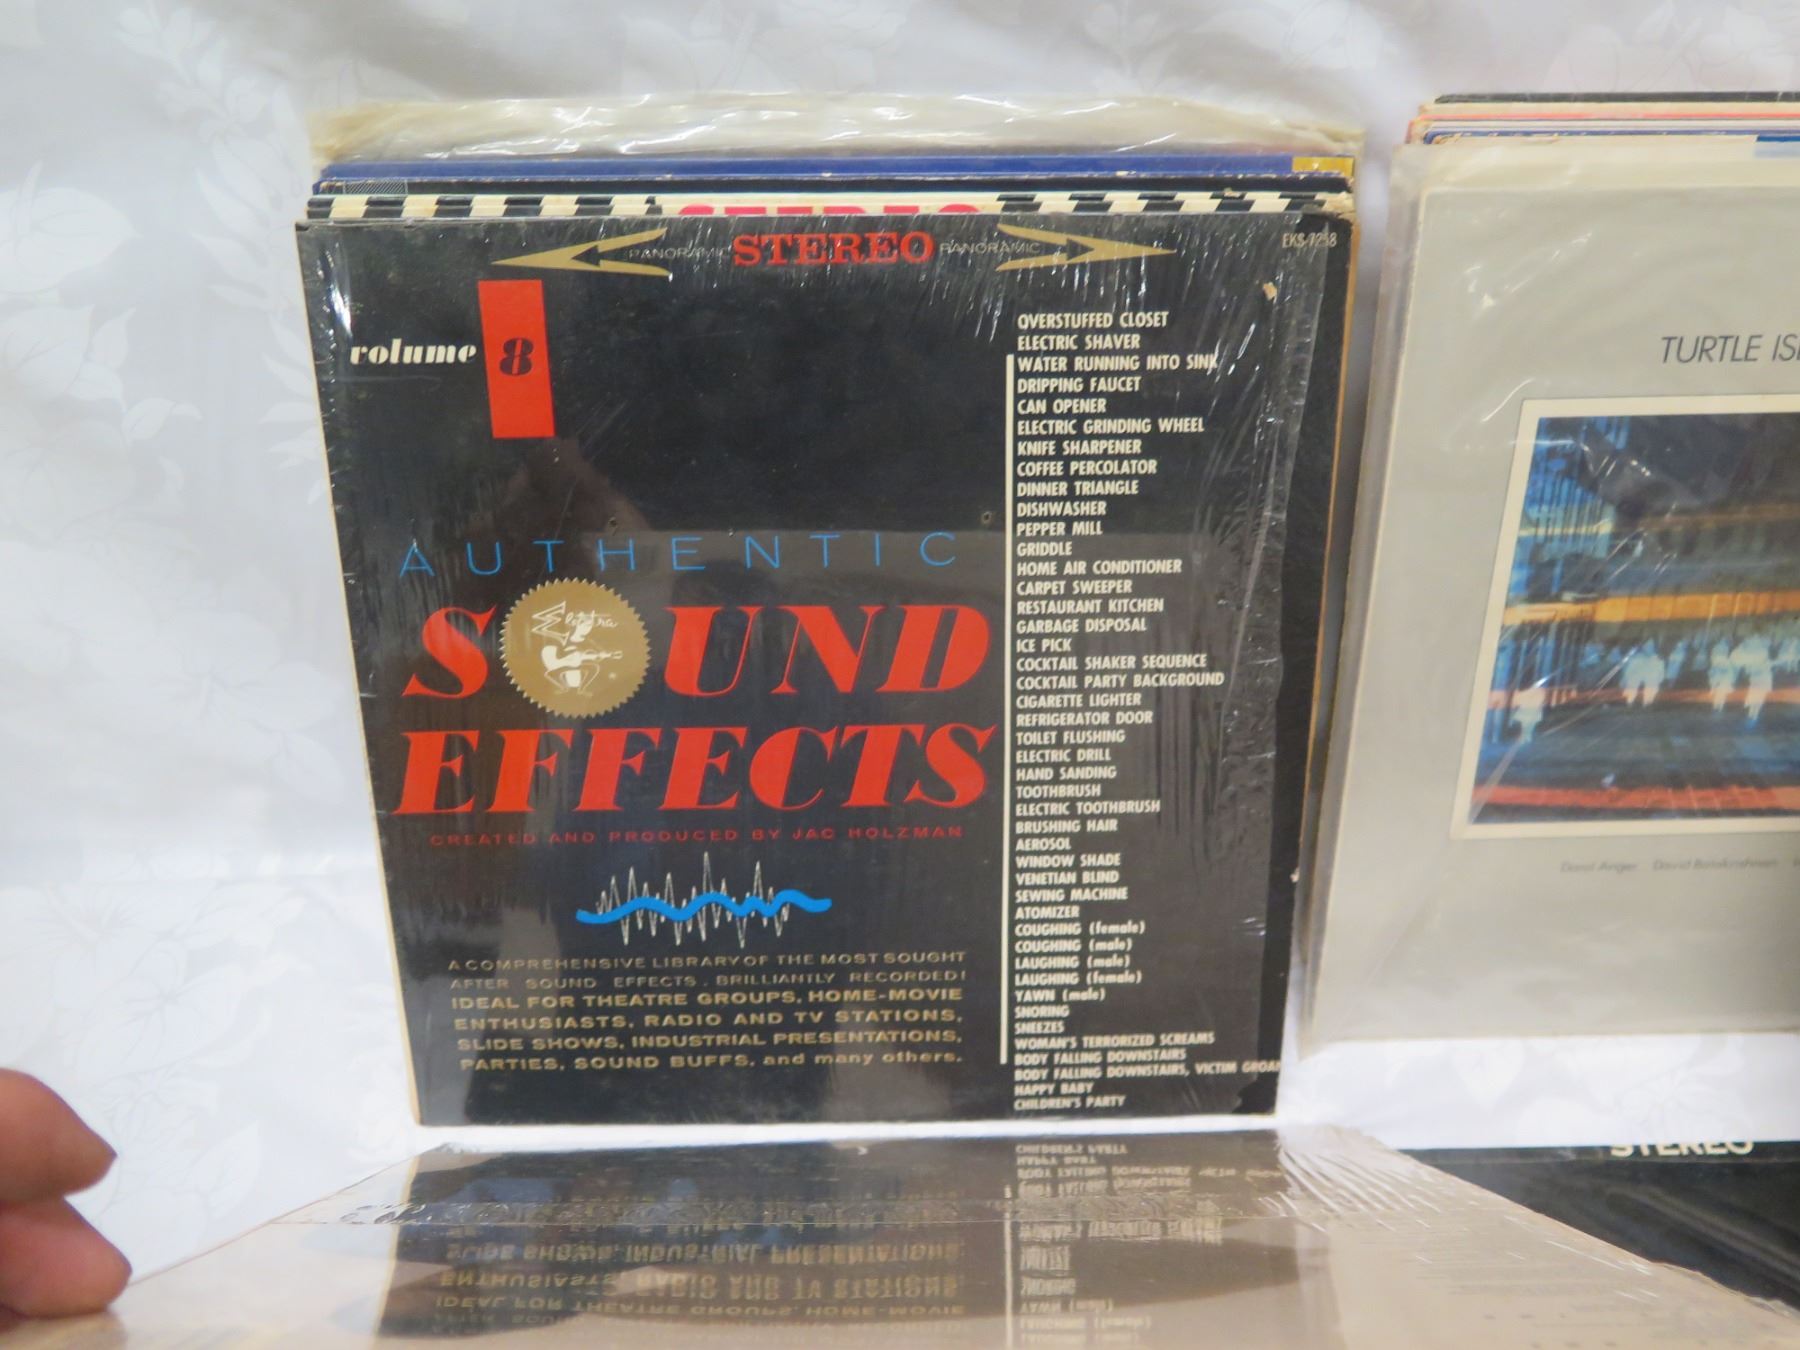 STEREO
PANORAMIC STEREO PANORAMIC
EKS-7258
volume 8
AUTHENTIC
SOUND
Elektra
EFFECTS
CREATED AND PRODUCED BY JAC HOLZMAN
A COMPREHENSIVE LIBRARY OF THE MOST SOUGHT
AFTER SOUND EFFECTS. BRILLIANTLY RECORDED!
IDEAL FOR THEATRE GROUPS, HOME-MOVIE
ENTHUSIASTS, RADIO AND TV STATIONS,
SLIDE SHOWS, INDUSTRIAL PRESENTATIONS,
PARTIES, SOUND BUFFS, and many others.
OVERSTUFFED CLOSET
ELECTRIC SHAVER
WATER RUNNING INTO SINK
DRIPPING FAUCET
CAN OPENER
ELECTRIC GRINDING WHEEL
KNIFE SHARPENER
COFFEE PERCOLATOR
DINNER TRIANGLE
DISHWASHER
PEPPER MILL
GRIDDLE
HOME AIR CONDITIONER
CARPET SWEEPER
RESTAURANT KITCHEN
GARBAGE DISPOSAL
ICE PICK
COCKTAIL SHAKER SEQUENCE
COCKTAIL PARTY BACKGROUND
CIGARETTE LIGHTER
REFRIGERATOR DOOR
TOILET FLUSHING
ELECTRIC DRILL
HAND SANDING
TOOTHBRUSH
ELECTRIC TOOTHBRUSH
BRUSHING HAIR
AEROSOL
WINDOW SHADE
VENETIAN BLIND
SEWING MACHINE
ATOMIZER
COUGHING (female)
COUGHING (male)
LAUGHING (male)
LAUGHING (female)
YAWN (male)
SNORING
SNEEZES
WOMAN'S TERRORIZED SCREAMS
BODY FALLING DOWNSTAIRS
BODY FALLING DOWNSTAIRS, VICTIM GROAN
HAPPY BABY
CHILDREN'S PARTY
TURTLE IS
Darol Anger David Balakrishnan
STEREO